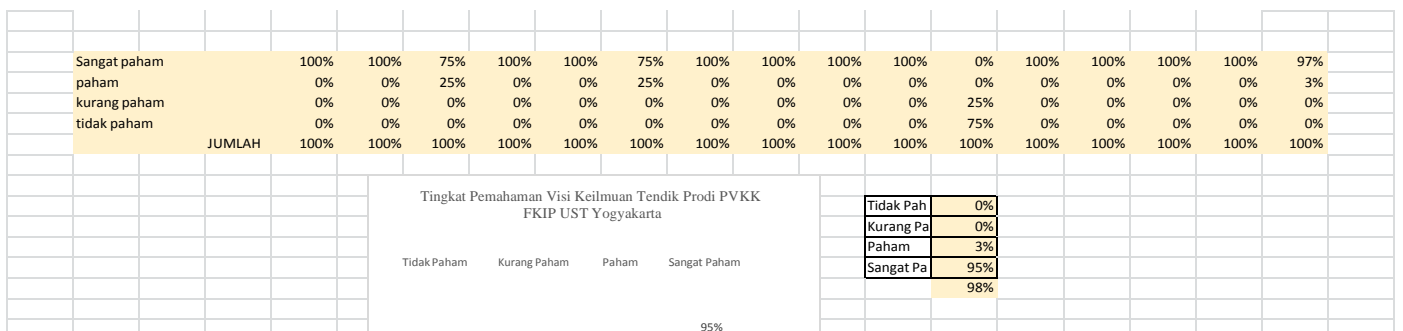 Sangat paham 100% 100% 75% 100% 100% 75% 100% 100% 100% 100% 0% 100% 100% 100% 100% 97%
paham 0% 0% 25% 0% 0% 25% 0% 0% 0% 0% 0% 0% 0% 0% 0% 3%
kurang paham 0% 0% 0% 0% 0% 0% 0% 0% 0% 0% 25% 0% 0% 0% 0% 0%
tidak paham 0% 0% 0% 0% 0% 0% 0% 0% 0% 0% 75% 0% 0% 0% 0% 0%
JUMLAH 100% 100% 100% 100% 100% 100% 100% 100% 100% 100% 100% 100% 100% 100% 100% 100%
Tingkat Pemahaman Visi Keilmuan Tendik Prodi PVKK
FKIP UST Yogyakarta
Tidak Paham Kurang Paham Paham Sangat Paham
95%
Tidak Pah 0%
Kurang Pa 0%
Paham 3%
Sangat Pa 95%
98%